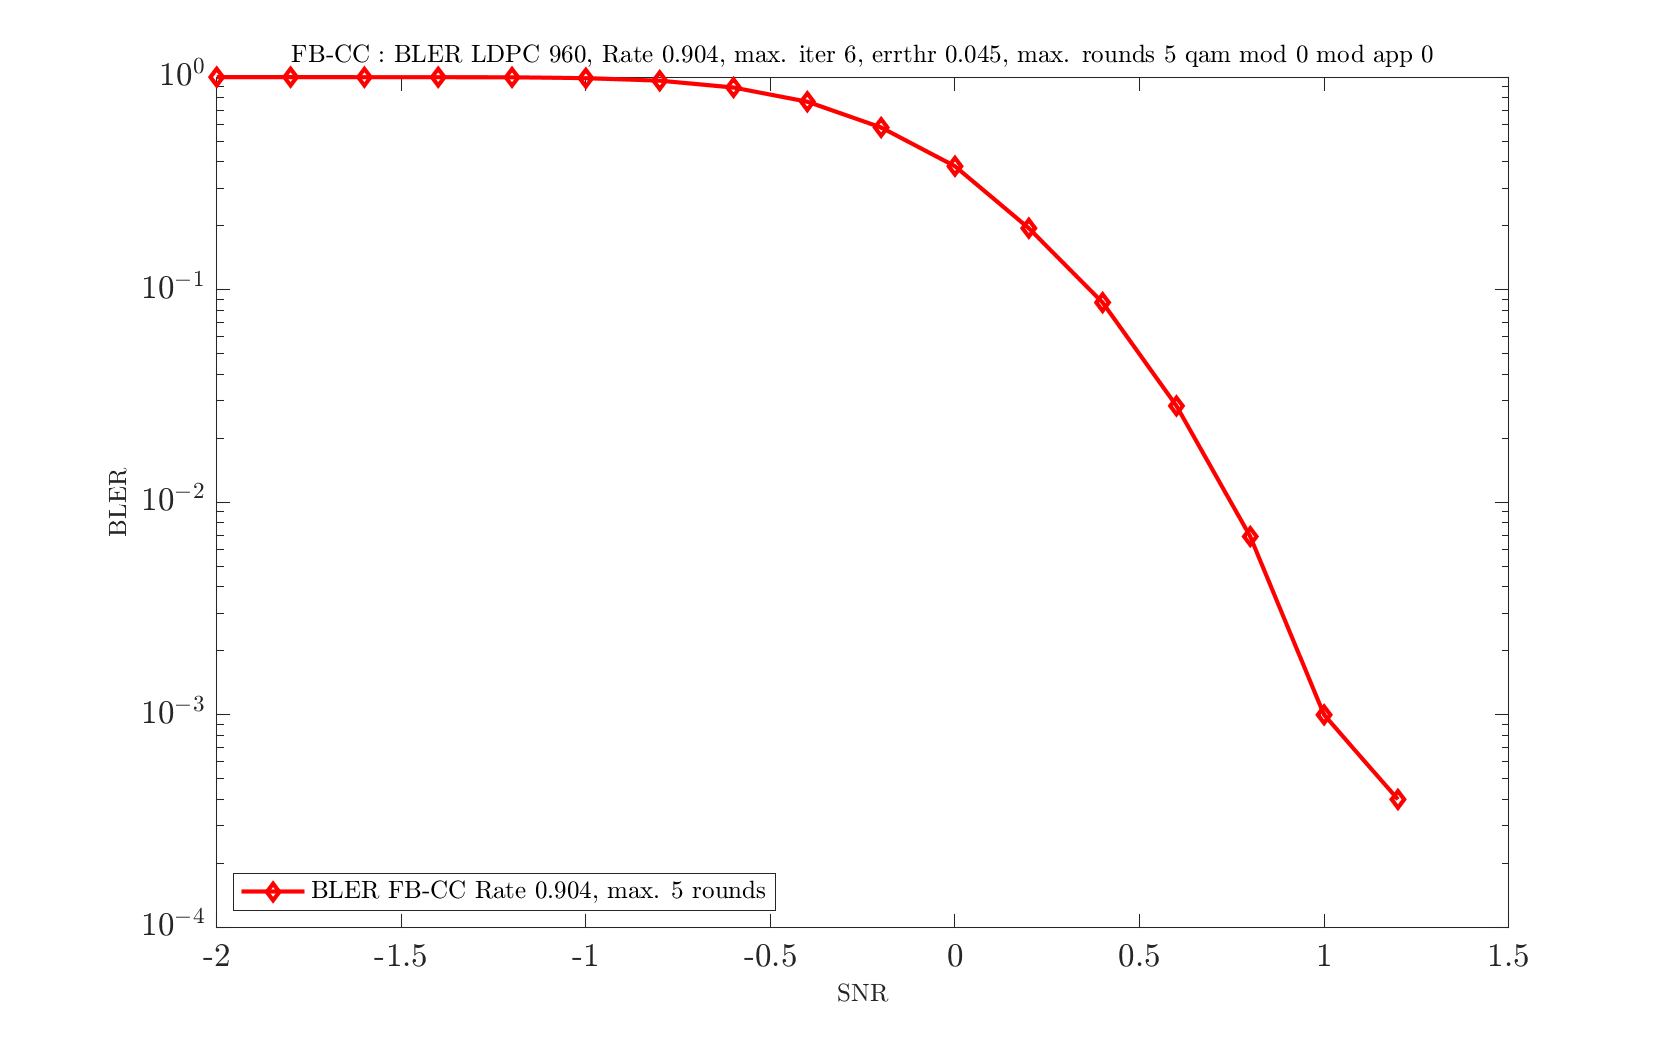 FB-CC : BLER LDPC 960, Rate 0.904, max. iter 6, errthr 0.045, max. rounds 5 qam mod 0 mod app 0
10⁰
10⁻¹
10⁻²
10⁻³
10⁻⁴
BLER
BLER FB-CC Rate 0.904, max. 5 rounds
-2 -1.5 -1 -0.5 0 0.5 1 1.5
SNR